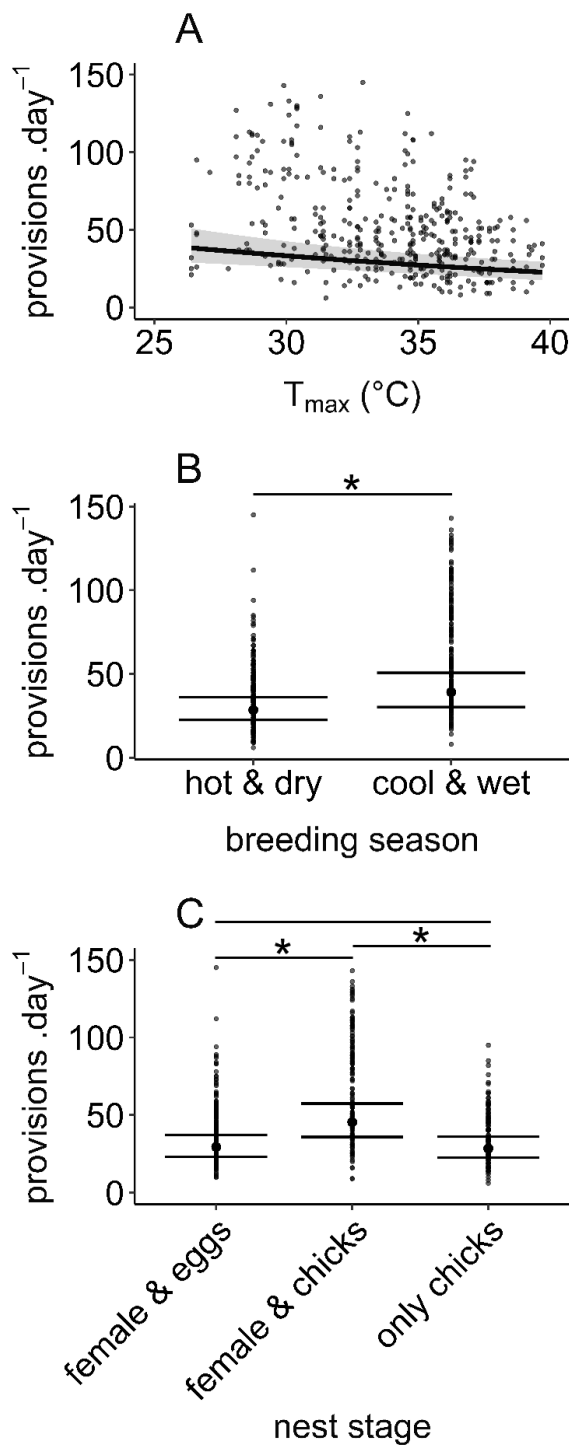 A
150
100
50
0
provisions .day⁻¹
25 30 35 40
Tmax (°C)
B
*
150
100
50
0
provisions .day⁻¹
hot & dry cool & wet
breeding season
C
* *
150
100
50
0
provisions .day⁻¹
female & eggs
female & chicks
only chicks
nest stage